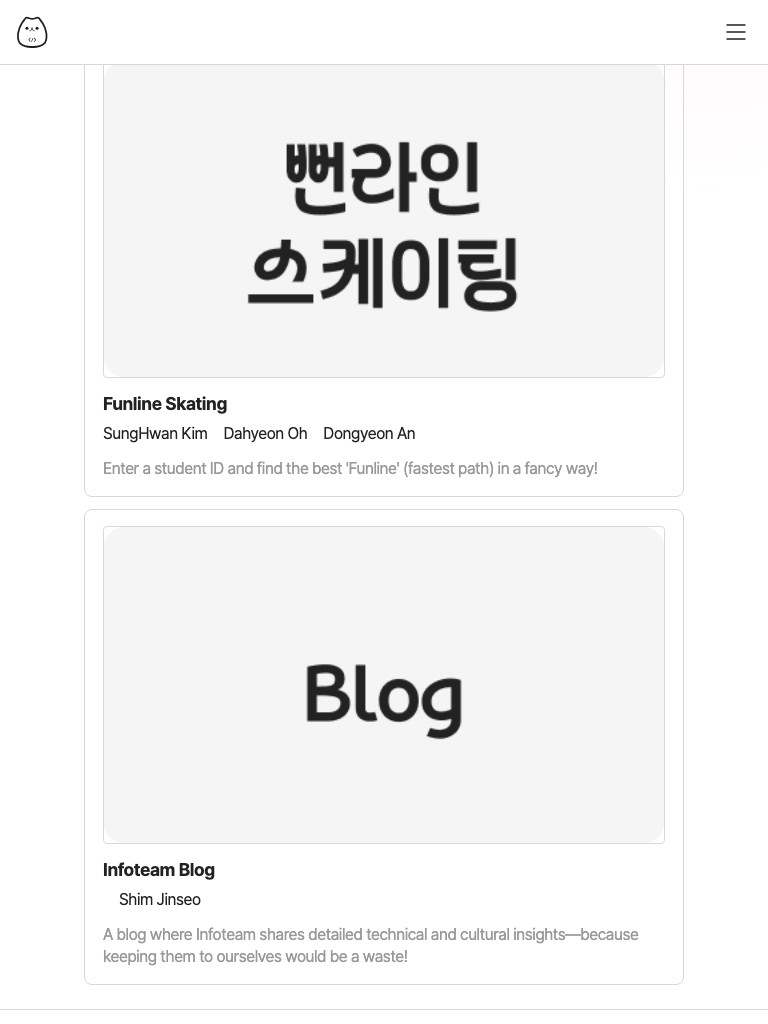 뻔라인
스케이팅
Funline Skating
SungHwan Kim Dahyeon Oh Dongyeon An
Enter a student ID and find the best 'Funline' (fastest path) in a fancy way!
Blog
Infoteam Blog
Shim Jinseo
A blog where Infoteam shares detailed technical and cultural insights—because
keeping them to ourselves would be a waste!